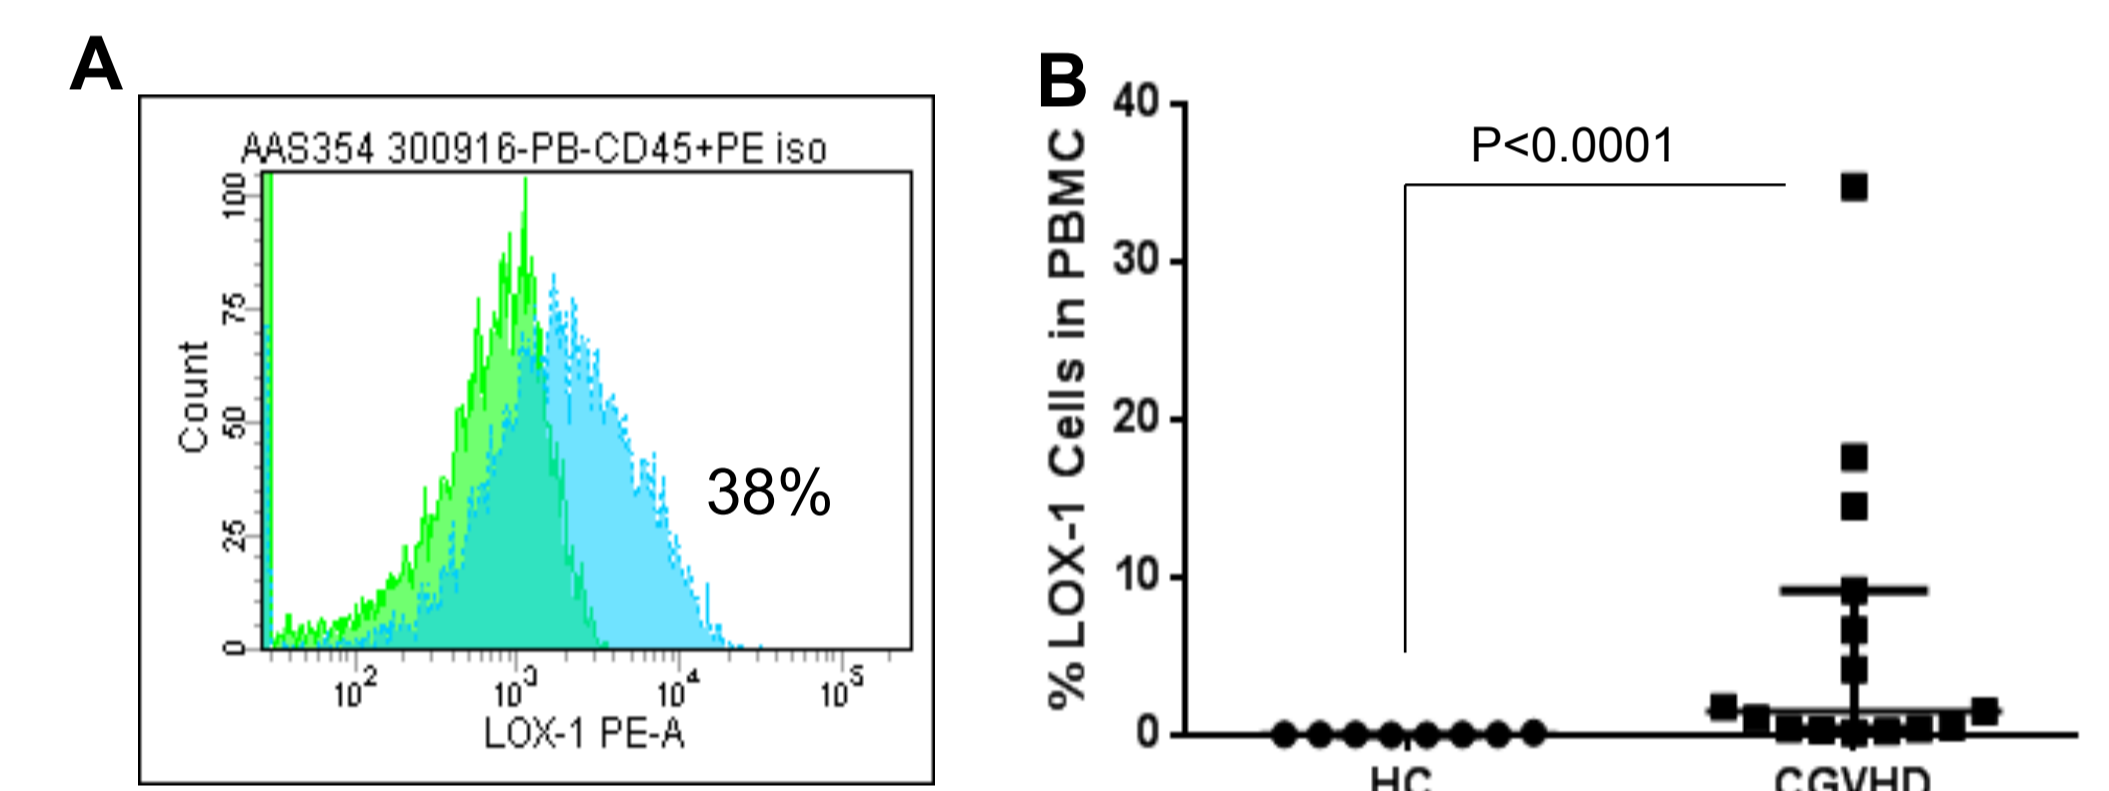 A
AAS354 300916-PB-CD45+PE iso
Count
100
75
50
25
0
38%
10²
10³
10⁴
10⁵
LOX-1 PE-A
B
% LOX-1 Cells in PBMC
40
30
20
10
0
P<0.0001
HC
CGVHD